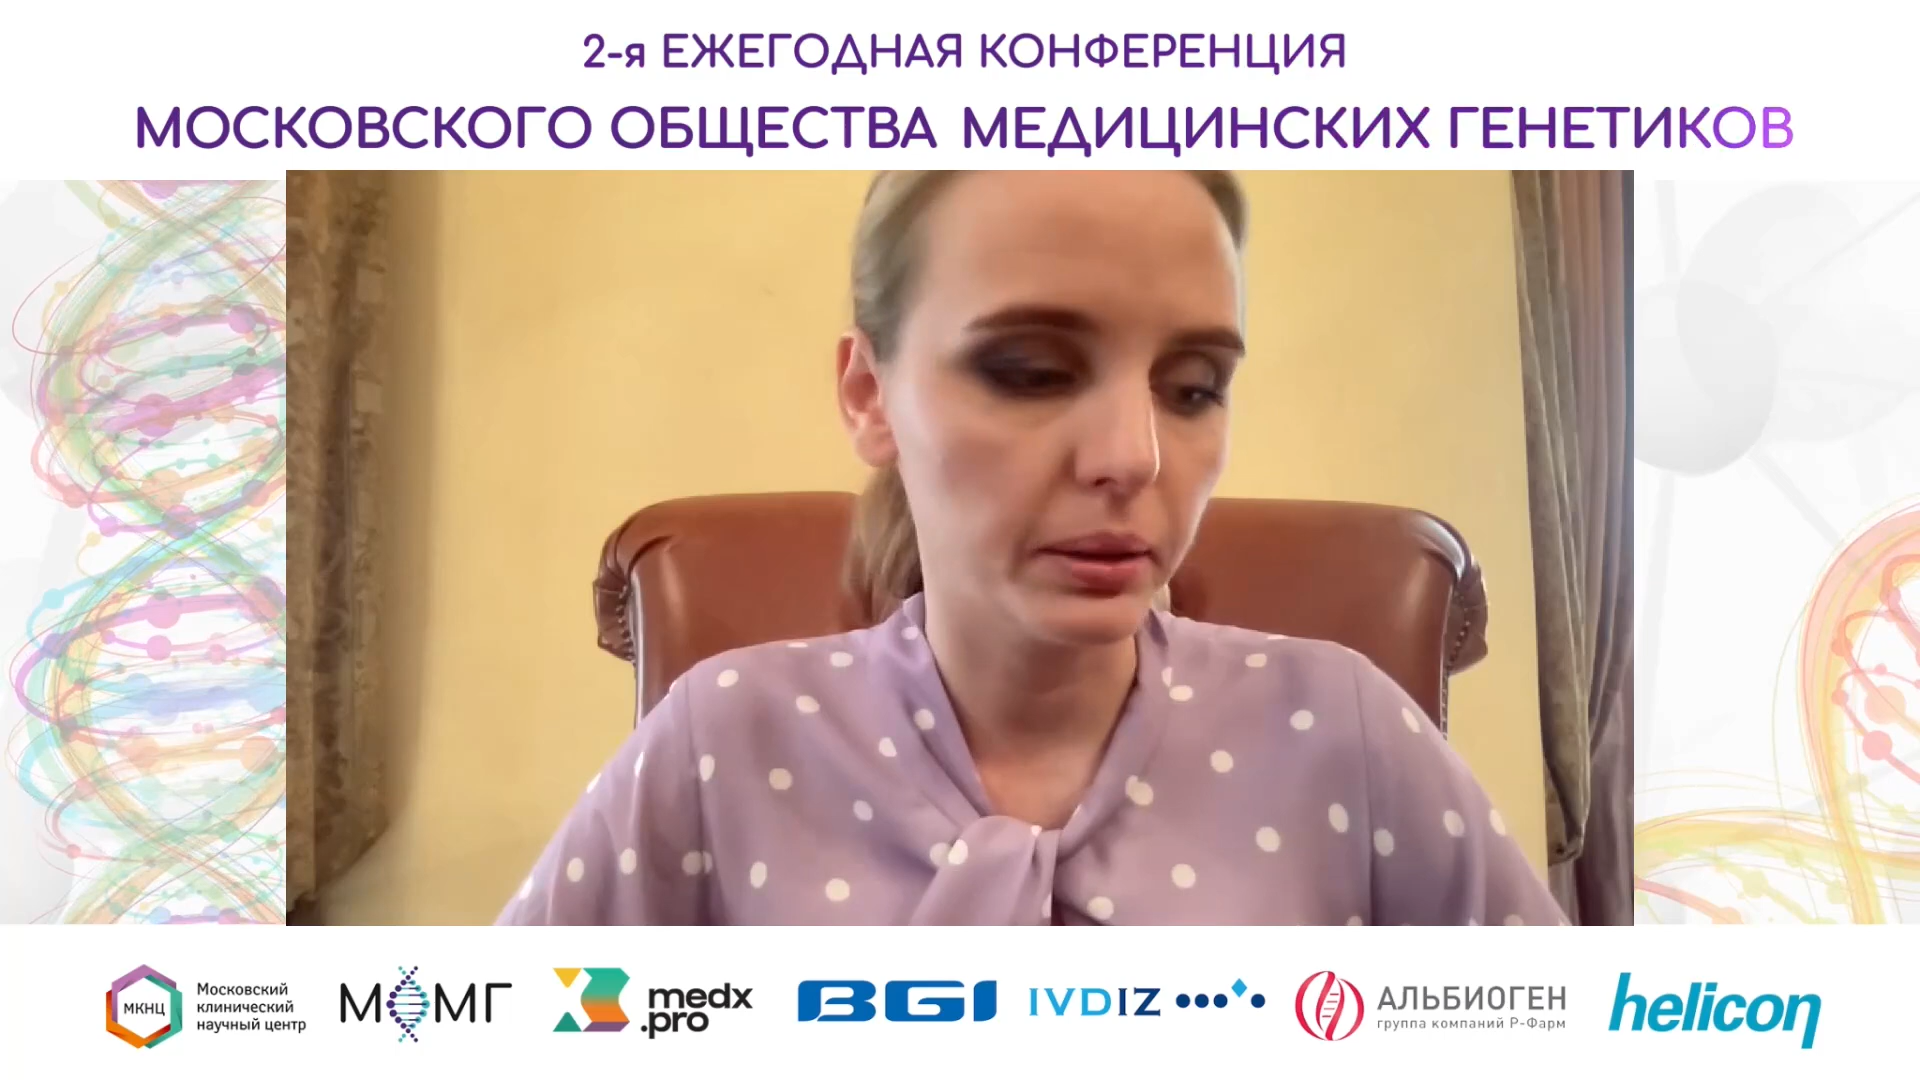 2-я ЕЖЕГОДНАЯ КОНФЕРЕНЦИЯ
МОСКОВСКОГО ОБЩЕСТВА МЕДИЦИНСКИХ ГЕНЕТИКОВ
МКНЦ
Московский
клинический
научный центр
МОМГ
medx
.pro
BGI
IVDIZ
АЛЬБИОГЕН
группа компаний Р-Фарм
helicon